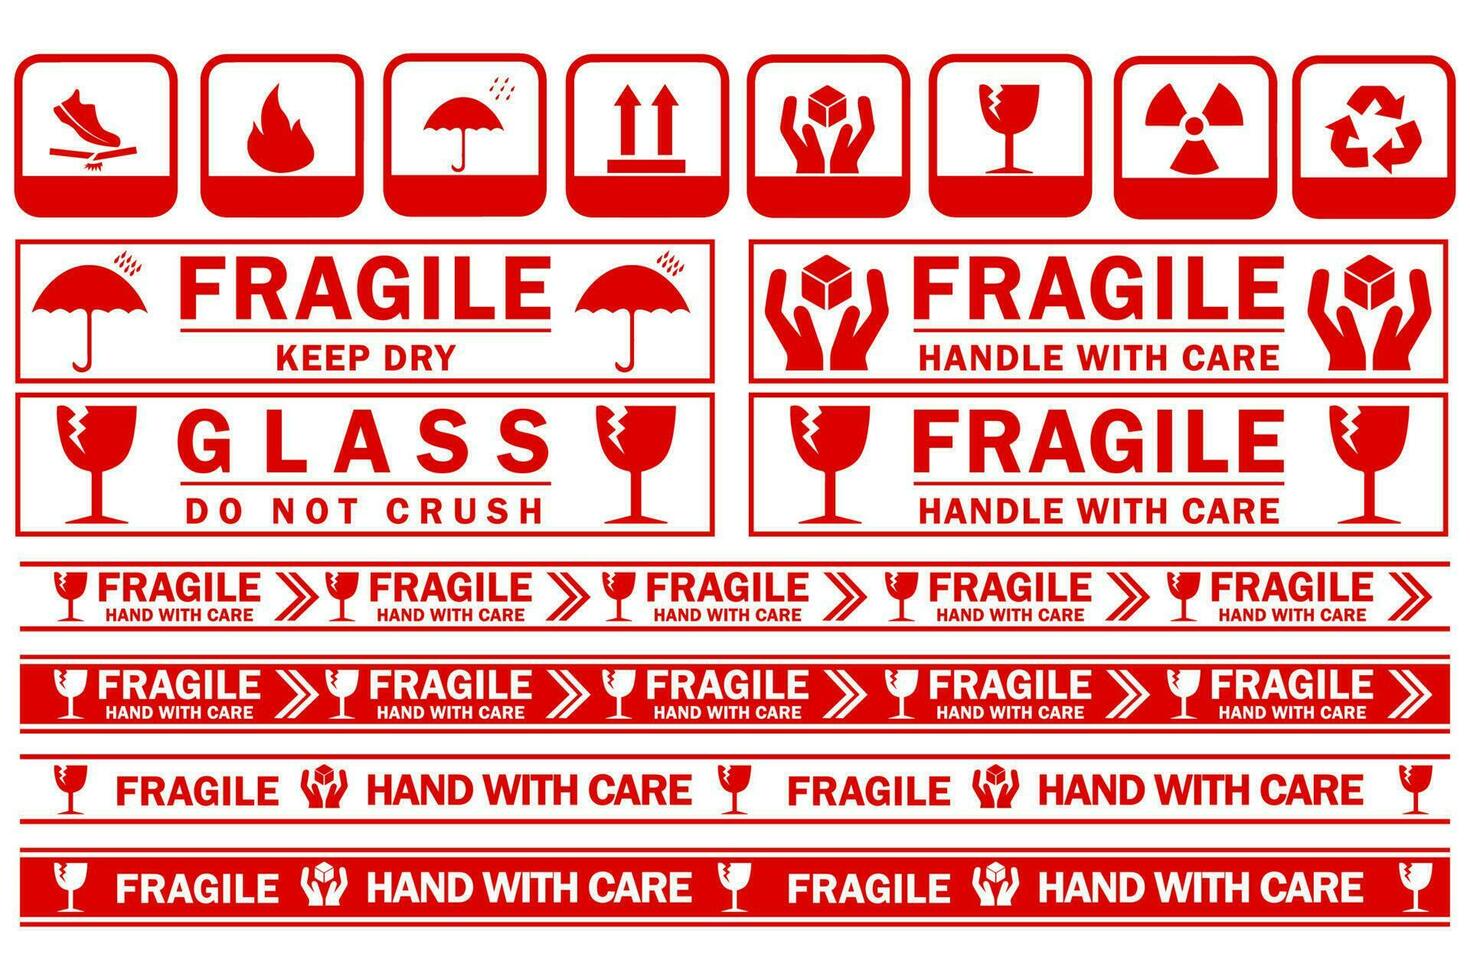 FRAGILE
KEEP DRY
FRAGILE
HANDLE WITH CARE
GLASS
DO NOT CRUSH
FRAGILE
HANDLE WITH CARE
FRAGILE FRAGILE FRAGILE FRAGILE FRAGILE
HAND WITH CARE HAND WITH CARE HAND WITH CARE HAND WITH CARE HAND WITH CARE
FRAGILE FRAGILE FRAGILE FRAGILE FRAGILE
HAND WITH CARE HAND WITH CARE HAND WITH CARE HAND WITH CARE HAND WITH CARE
FRAGILE HAND WITH CARE FRAGILE HAND WITH CARE
FRAGILE HAND WITH CARE FRAGILE HAND WITH CARE